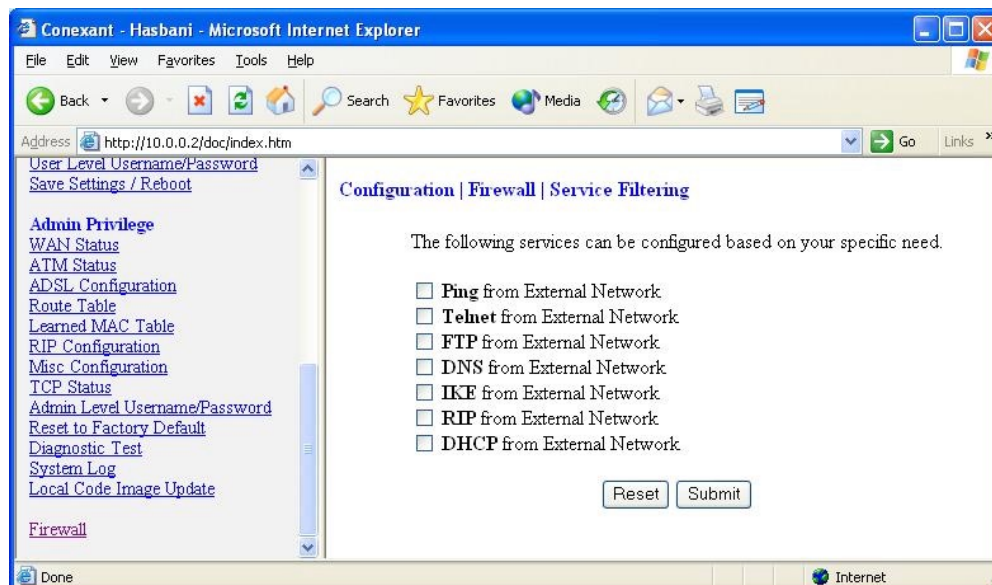 Conexant - Hasbani - Microsoft Internet Explorer
File Edit View Favorites Tools Help
Back Search Favorites Media
Address http://10.0.0.2/doc/index.htm Go Links »
User Level Username/Password
Save Settings / Reboot
Admin Privilege
WAN Status
ATM Status
ADSL Configuration
Route Table
Learned MAC Table
RIP Configuration
Misc Configuration
TCP Status
Admin Level Username/Password
Reset to Factory Default
Diagnostic Test
System Log
Local Code Image Update
Firewall
Configuration | Firewall | Service Filtering
The following services can be configured based on your specific need.
Ping from External Network
Telnet from External Network
FTP from External Network
DNS from External Network
IKE from External Network
RIP from External Network
DHCP from External Network
Reset Submit
Done Internet